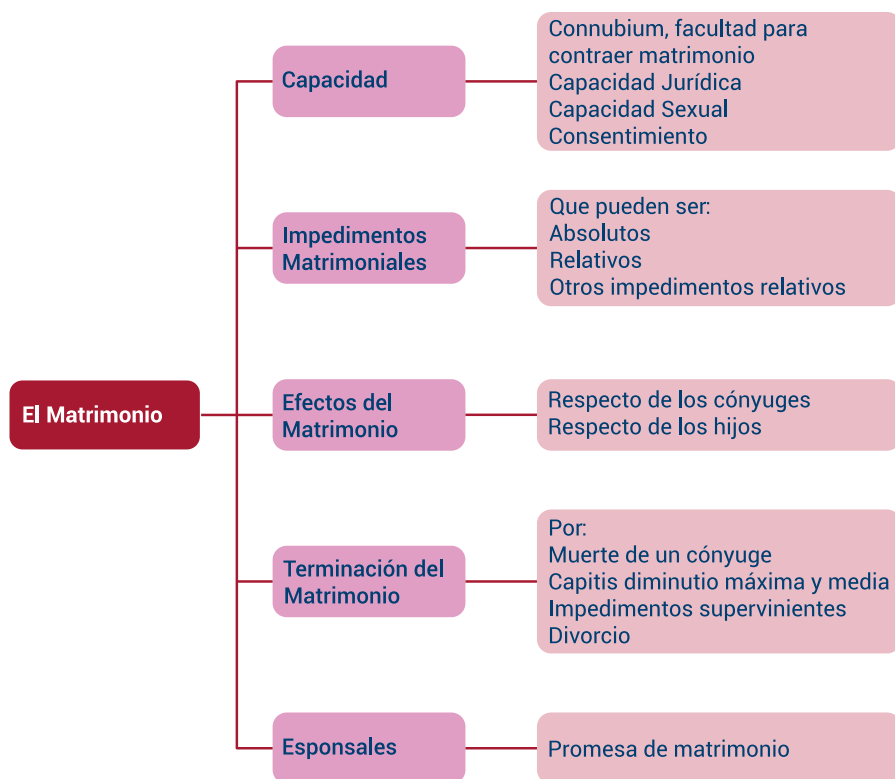 El Matrimonio
Capacidad
Connubium, facultad para
contraer matrimonio
Capacidad Jurídica
Capacidad Sexual
Consentimiento
Impedimentos
Matrimoniales
Que pueden ser:
Absolutos
Relativos
Otros impedimentos relativos
Efectos del
Matrimonio
Respecto de los cónyuges
Respecto de los hijos
Terminación del
Matrimonio
Por:
Muerte de un cónyuge
Capitis diminutio máxima y media
Impedimentos supervinientes
Divorcio
Esponsales
Promesa de matrimonio